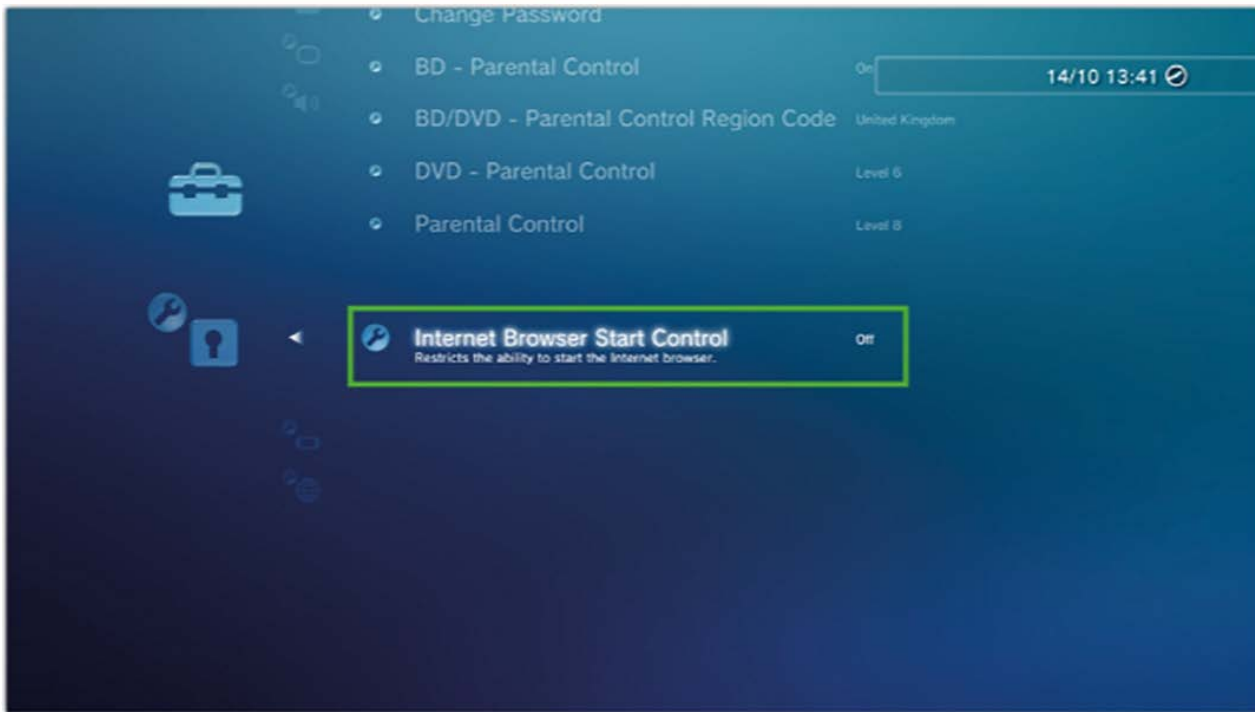 Change Password
BD - Parental Control On
14/10 13:41
BD/DVD - Parental Control Region Code United Kingdom
DVD - Parental Control Level 6
Parental Control Level 8
Internet Browser Start Control Off
Restricts the ability to start the Internet browser.